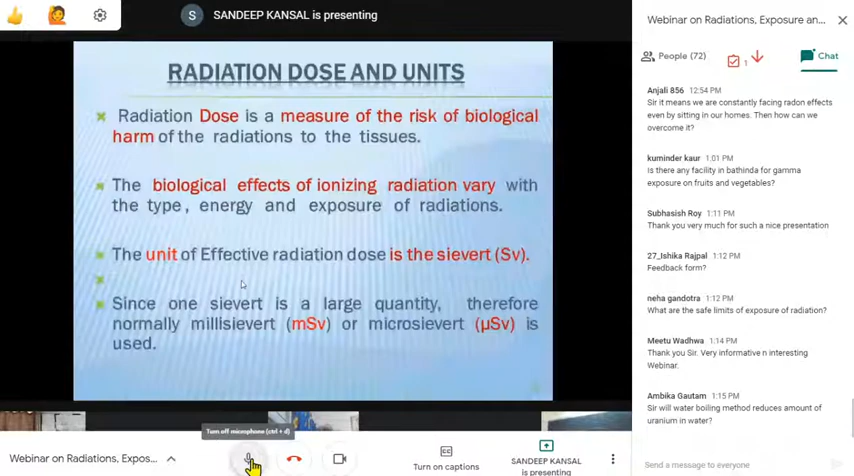 SANDEEP KANSAL is presenting
S
RADIATION DOSE AND UNITS
Radiation Dose is a measure of the risk of biological
harm of the radiations to the tissues.
The biological effects of ionizing radiation vary with
the type, energy and exposure of radiations.
The unit of Effective radiation dose is the sievert (Sv).
Since one sievert is a large quantity, therefore
normally millisievert (mSv) or microsievert (µSv) is
used.
Turn off microphone (ctrl + d)
Webinar on Radiations, Expos...
Turn on captions
SANDEEP KANSAL
is presenting
Webinar on Radiations, Exposure an...
People (72)
1
Chat
Anjali 856 12:54 PM
Sir it means we are constantly facing radon effects
even by sitting in our homes. Then how can we
overcome it?
kuminder kaur 1:01 PM
Is there any facility in bathinda for gamma
exposure on fruits and vegetables?
Subhasish Roy 1:11 PM
Thank you very much for such a nice presentation
27_Ishika Rajpal 1:12 PM
Feedback form?
neha gandotra 1:12 PM
What are the safe limits of exposure of radiation?
Meetu Wadhwa 1:14 PM
Thank you Sir. Very informative n interesting
Webinar.
Ambika Gautam 1:15 PM
Sir will water boiling method reduces amount of
uranium in water?
Send a message to everyone